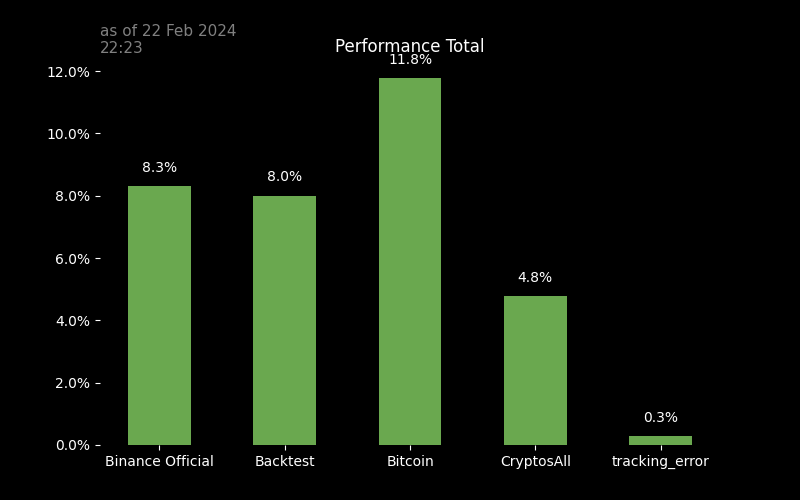 as of 22 Feb 2024
22:23
Performance Total
12.0%
10.0%
8.0%
6.0%
4.0%
2.0%
0.0%
8.3%
8.0%
11.8%
4.8%
0.3%
Binance Official
Backtest
Bitcoin
CryptosAll
tracking_error